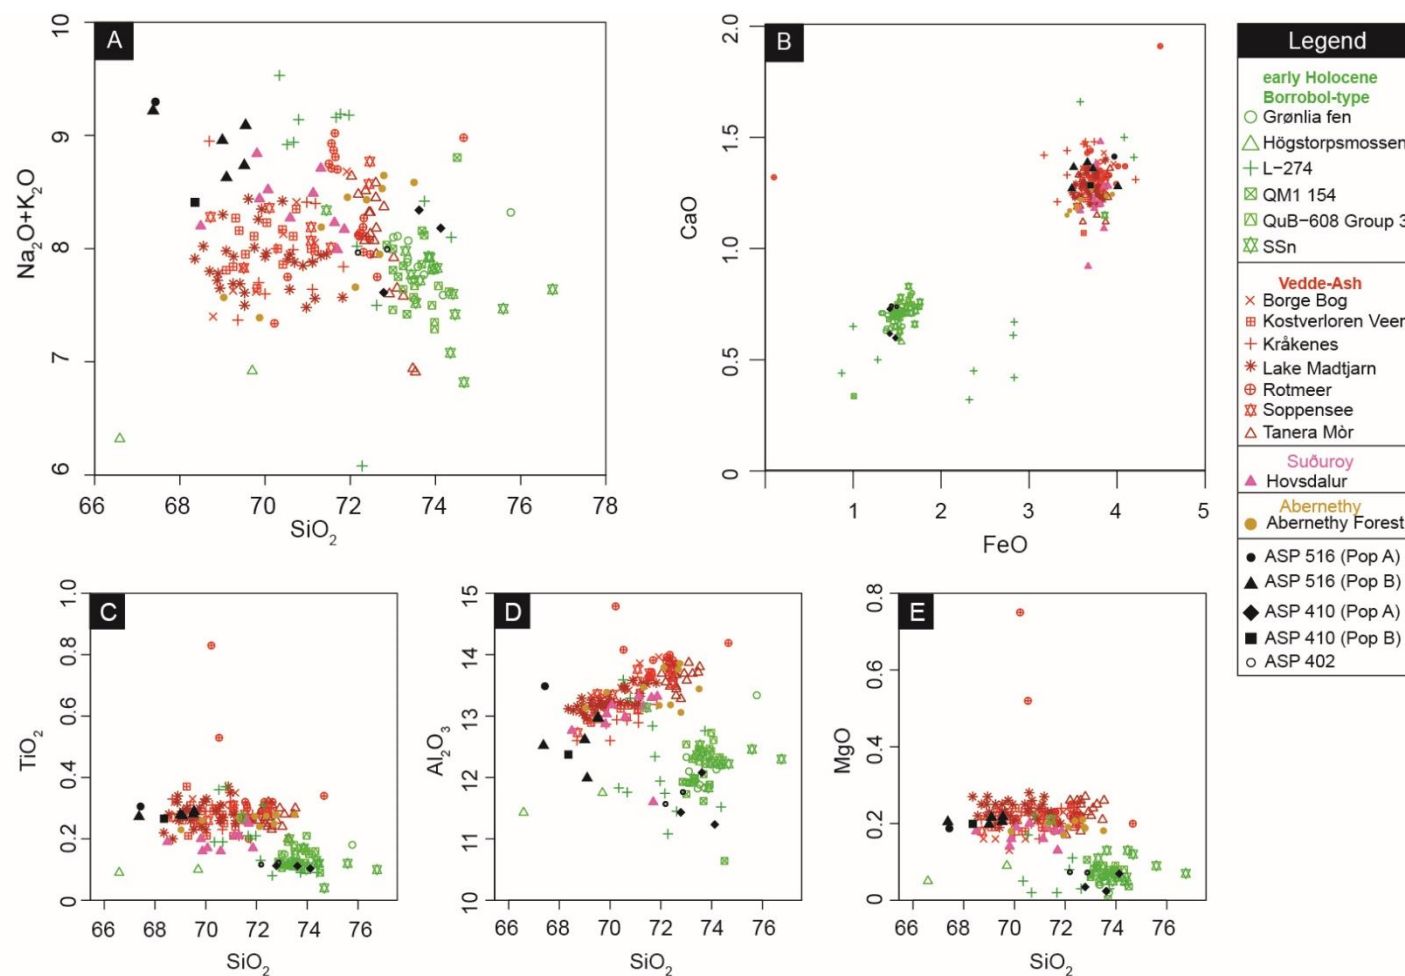 A
10
9
8
7
6
Na₂O+K₂O
66
68
70
72
74
76
78
SiO₂
B
2.0
1.5
1.0
0.5
0
CaO
1
2
3
4
5
FeO
Legend
early Holocene
Borrobol-type
Grønlia fen
Högstorpsmossen
L−274
QM1 154
QuB−608 Group 3
SSn
Vedde-Ash
Borge Bog
Kostverloren Veen
Kråkenes
Lake Madtjarn
Rotmeer
Soppensee
Tanera Mòr
Suðuroy
Hovsdalur
Abernethy
Abernethy Forest
ASP 516 (Pop A)
ASP 516 (Pop B)
ASP 410 (Pop A)
ASP 410 (Pop B)
ASP 402
C
1.0
0.8
0.6
0.4
0.2
0
TiO₂
66
68
70
72
74
76
SiO₂
D
15
14
13
12
11
10
Al₂O₃
66
68
70
72
74
76
SiO₂
E
0.8
0.6
0.4
0.2
0
MgO
66
68
70
72
74
76
SiO₂